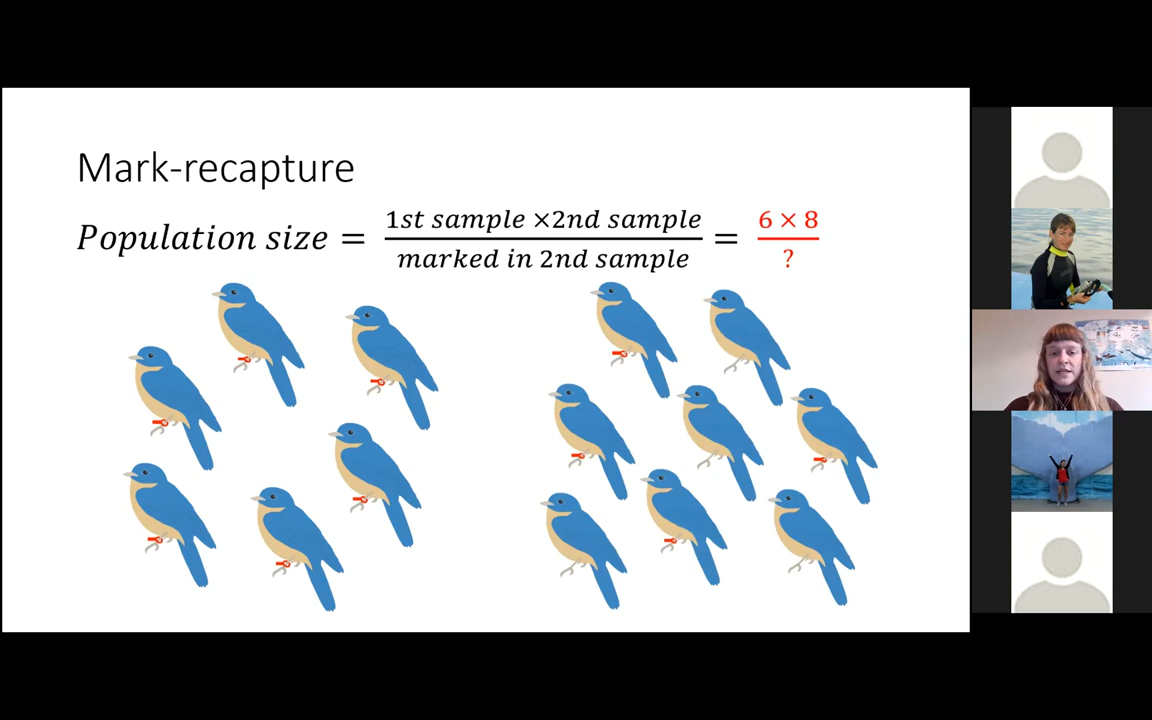 Mark-recapture
Population size = 1st sample ×2nd sample / marked in 2nd sample = 6 × 8 / ?